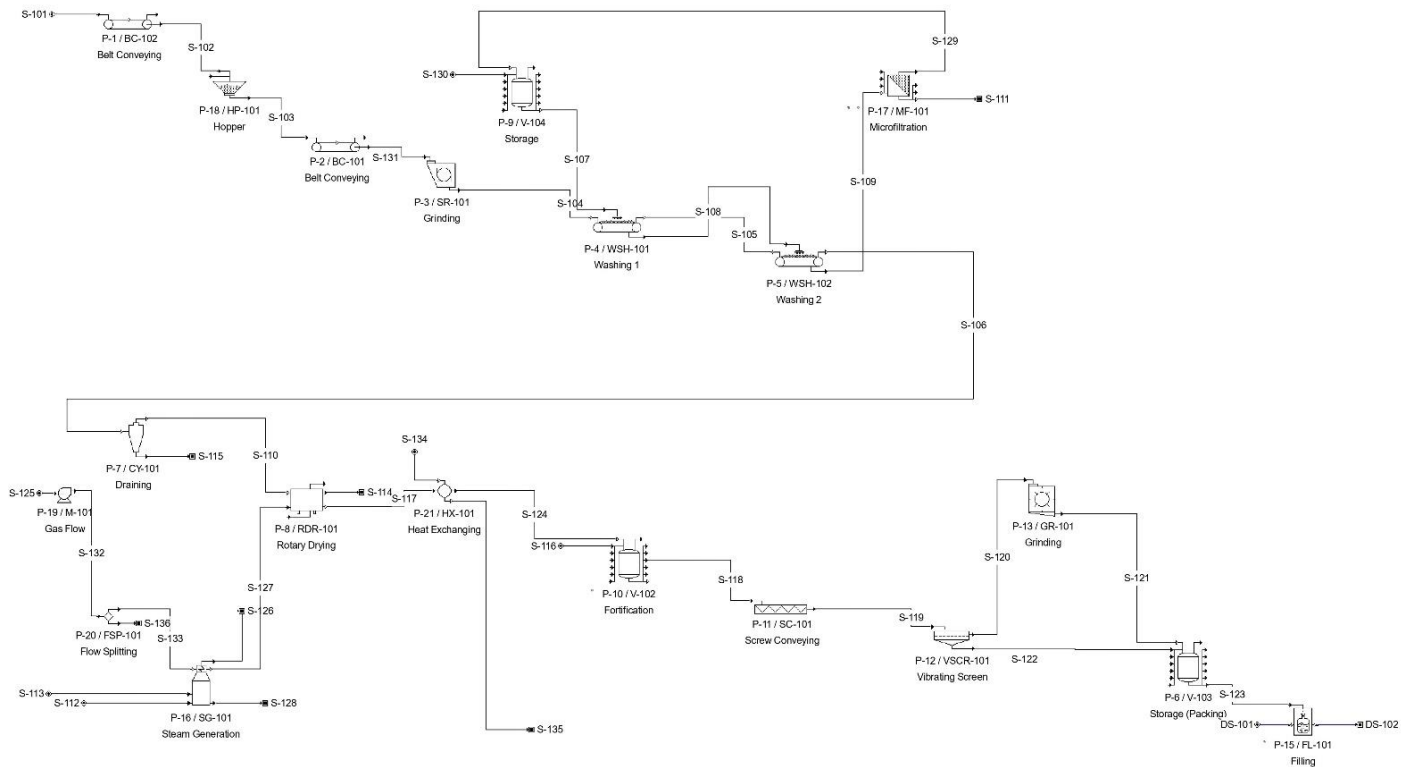 S-101
P-1 / BC-102
Belt Conveying
S-102
P-18 / HP-101
Hopper
S-103
P-2 / BC-101
Belt Conveying
S-131
P-3 / SR-101
Grinding
S-104
S-130
P-9 / V-104
Storage
S-107
P-4 / WSH-101
Washing 1
S-108
S-105
P-5 / WSH-102
Washing 2
S-109
S-129
P-17 / MF-101
Microfiltration
S-111
S-106
P-7 / CY-101
Draining
S-115
S-110
S-125
P-19 / M-101
Gas Flow
S-132
P-20 / FSP-101
Flow Splitting
S-136
S-133
S-113
S-112
P-16 / SG-101
Steam Generation
S-126
S-127
S-128
P-8 / RDR-101
Rotary Drying
S-114
S-117
S-134
P-21 / HX-101
Heat Exchanging
S-135
S-124
S-116
P-10 / V-102
Fortification
S-118
P-11 / SC-101
Screw Conveying
S-119
P-12 / VSCR-101
Vibrating Screen
S-120
S-122
P-13 / GR-101
Grinding
S-121
P-6 / V-103
Storage (Packing)
S-123
DS-101
P-15 / FL-101
Filling
DS-102